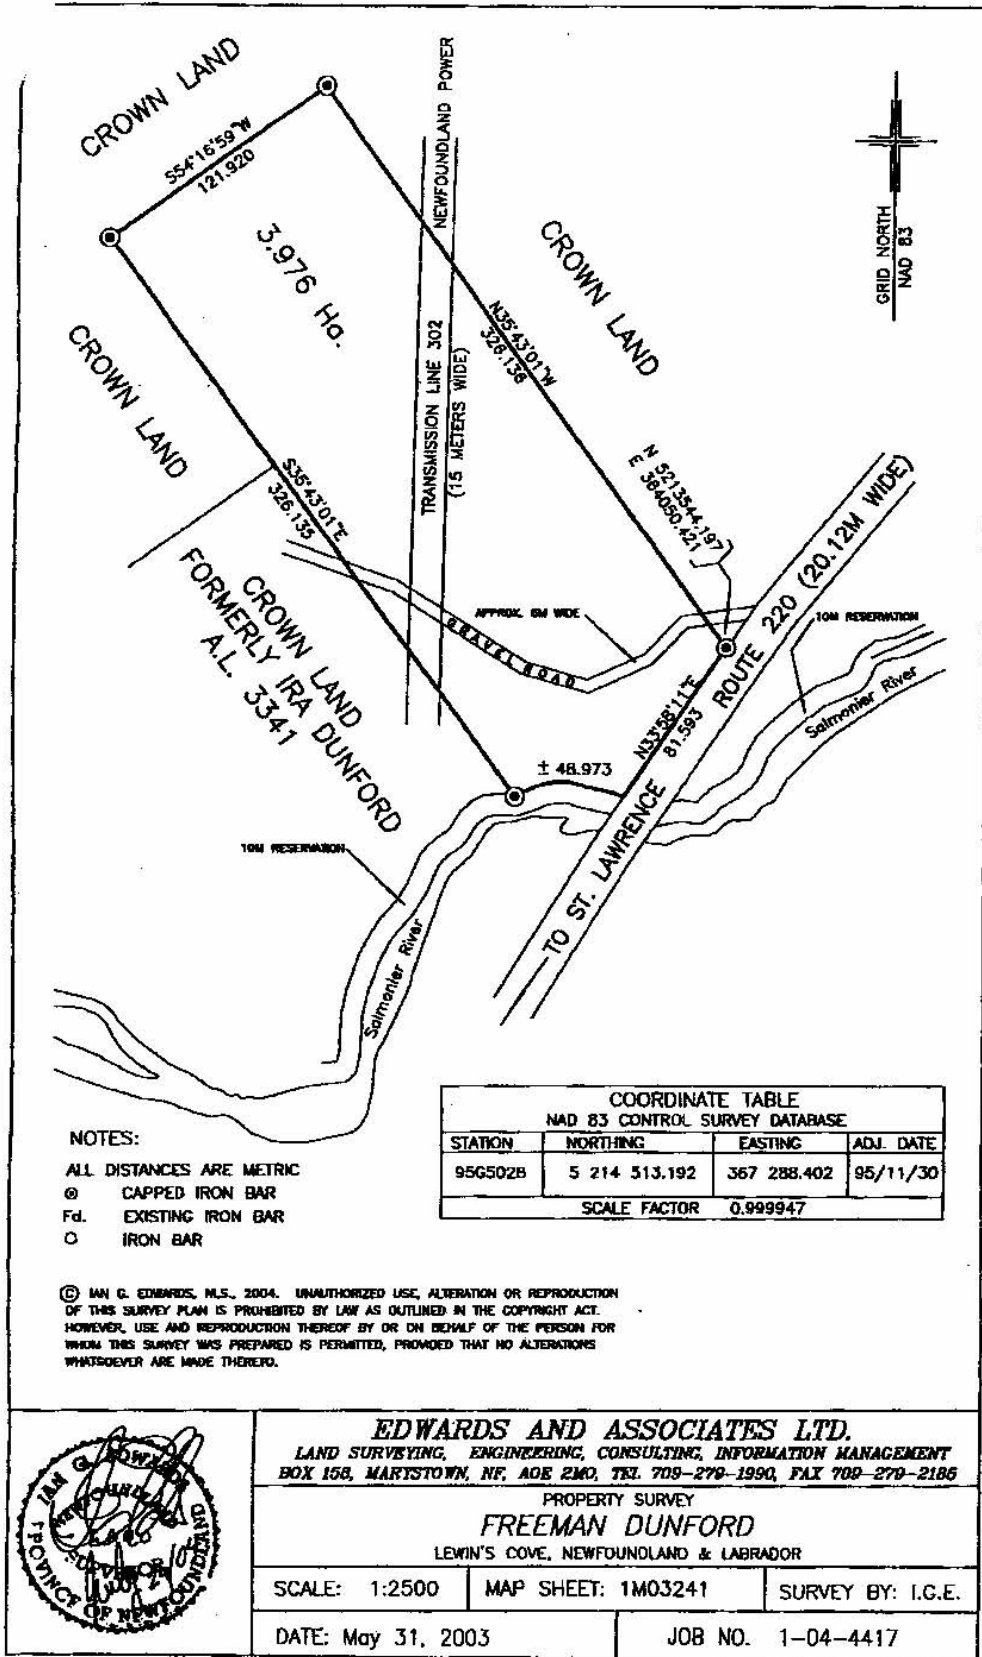 CROWN LAND
S54°16'59"W
121.920
3.976 Ha.
NEWFOUNDLAND POWER
TRANSMISSION LINE 302
(15 METERS WIDE)
CROWN LAND
N35°43'01"W
326.136
GRID NORTH
NAD 83
CROWN LAND
S35°43'01"E
326.135
N 5213544.197
E 364050.421
CROWN LAND
FORMERLY IRA DUNFORD
A.L. 3341
APPROX. 6M WIDE
GRAVEL ROAD
TO ST. LAWRENCE ROUTE 220 (20.12M WIDE)
10M RESERVATION
Salmonier River
N33°58'11"E
81.593
± 48.973
10M RESERVATION
Salmonier River
COORDINATE TABLE
NAD 83 CONTROL SURVEY DATABASE
STATION NORTHING EASTING ADJ. DATE
95G5028 5 214 513.192 367 288.402 95/11/30
SCALE FACTOR 0.999947
NOTES:
ALL DISTANCES ARE METRIC
CAPPED IRON BAR
Fd. EXISTING IRON BAR
O IRON BAR
© IAN G. EDWARDS, N.L.S., 2004. UNAUTHORIZED USE, ALTERATION OR REPRODUCTION
OF THIS SURVEY PLAN IS PROHIBITED BY LAW AS OUTLINED IN THE COPYRIGHT ACT.
HOWEVER, USE AND REPRODUCTION THEREOF BY OR ON BEHALF OF THE PERSON FOR
WHOM THIS SURVEY WAS PREPARED IS PERMITTED, PROVIDED THAT NO ALTERATIONS
WHATSOEVER ARE MADE THERETO.
IAN G. EDWARDS
NEWFOUNDLAND
LAND
SURVEYOR
PROVINCE OF NEWFOUNDLAND
EDWARDS AND ASSOCIATES LTD.
LAND SURVEYING, ENGINEERING, CONSULTING, INFORMATION MANAGEMENT
BOX 158, MARYSTOWN, NF, A0E 2M0, TEL. 709-279-1990, FAX 709-279-2186
PROPERTY SURVEY
FREEMAN DUNFORD
LEWIN'S COVE, NEWFOUNDLAND & LABRADOR
SCALE: 1:2500
MAP SHEET: 1M03241
SURVEY BY: I.G.E.
DATE: May 31, 2003
JOB NO. 1-04-4417